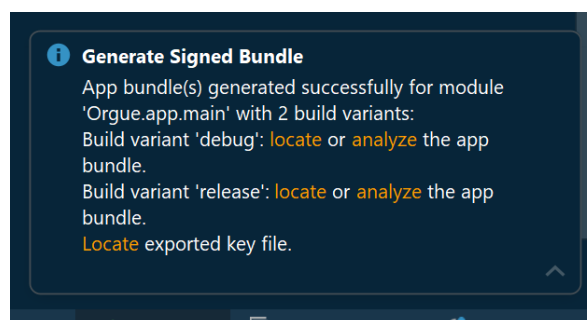 Generate Signed Bundle
App bundle(s) generated successfully for module
'Orgue.app.main' with 2 build variants:
Build variant 'debug': locate or analyze the app
bundle.
Build variant 'release': locate or analyze the app
bundle.
Locate exported key file.